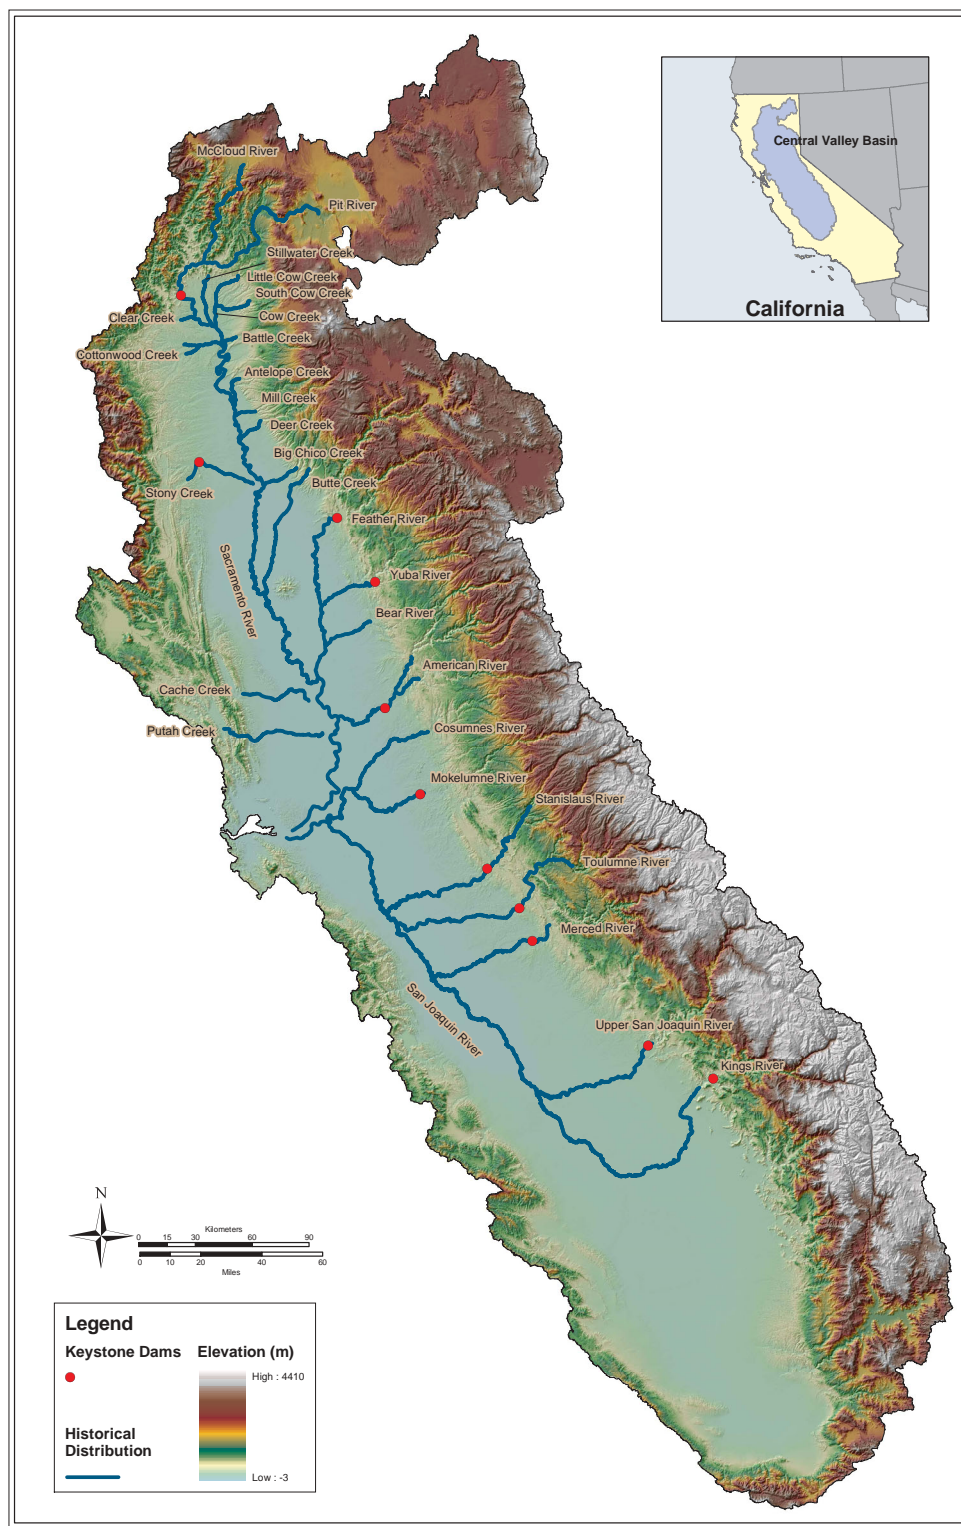 Central Valley Basin
California
McCloud River
Pit River
Stillwater Creek
Little Cow Creek
South Cow Creek
Clear Creek
Cow Creek
Battle Creek
Cottonwood Creek
Antelope Creek
Mill Creek
Deer Creek
Big Chico Creek
Butte Creek
Stony Creek
Feather River
Sacramento River
Yuba River
Bear River
American River
Cache Creek
Putah Creek
Cosumnes River
Mokelumne River
Stanislaus River
Toulumne River
Merced River
San Joaquin River
Upper San Joaquin River
Kings River
N
Kilometers
0 15 30 60 90
0 10 20 40 60
Miles
Legend
Keystone Dams
Elevation (m)
High : 4410
Historical
Distribution
Low : -3